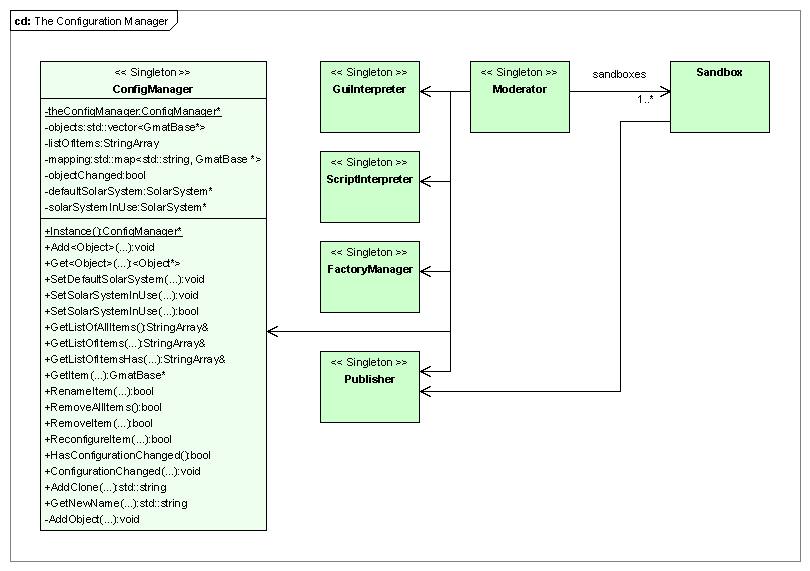 cd: The Configuration Manager
<< Singleton >>
ConfigManager
-theConfigManager:ConfigManager*
-objects:std::vector<GmatBase*>
-listOfItems:StringArray
-mapping:std::map<std::string, GmatBase *>
-objectChanged:bool
-defaultSolarSystem:SolarSystem*
-solarSystemInUse:SolarSystem*
+Instance():ConfigManager*
+Add<Object>(...):void
+Get<Object>(...):<Object*>
+SetDefaultSolarSystem(...):void
+SetSolarSystemInUse(...):void
+SetSolarSystemInUse(...):bool
+GetListOfAllItems():StringArray&
+GetListOfItems(...):StringArray&
+GetListOfItemsHas(...):StringArray&
+GetItem(...):GmatBase*
+RenameItem(...):bool
+RemoveAllItems():bool
+RemoveItem(...):bool
+ReconfigureItem(...):bool
+HasConfigurationChanged():bool
+ConfigurationChanged(...):void
+AddClone(...):std::string
+GetNewName(...):std::string
-AddObject(...):void
<< Singleton >>
GuiInterpreter
<< Singleton >>
Moderator
sandboxes
1..*
Sandbox
<< Singleton >>
ScriptInterpreter
<< Singleton >>
FactoryManager
<< Singleton >>
Publisher